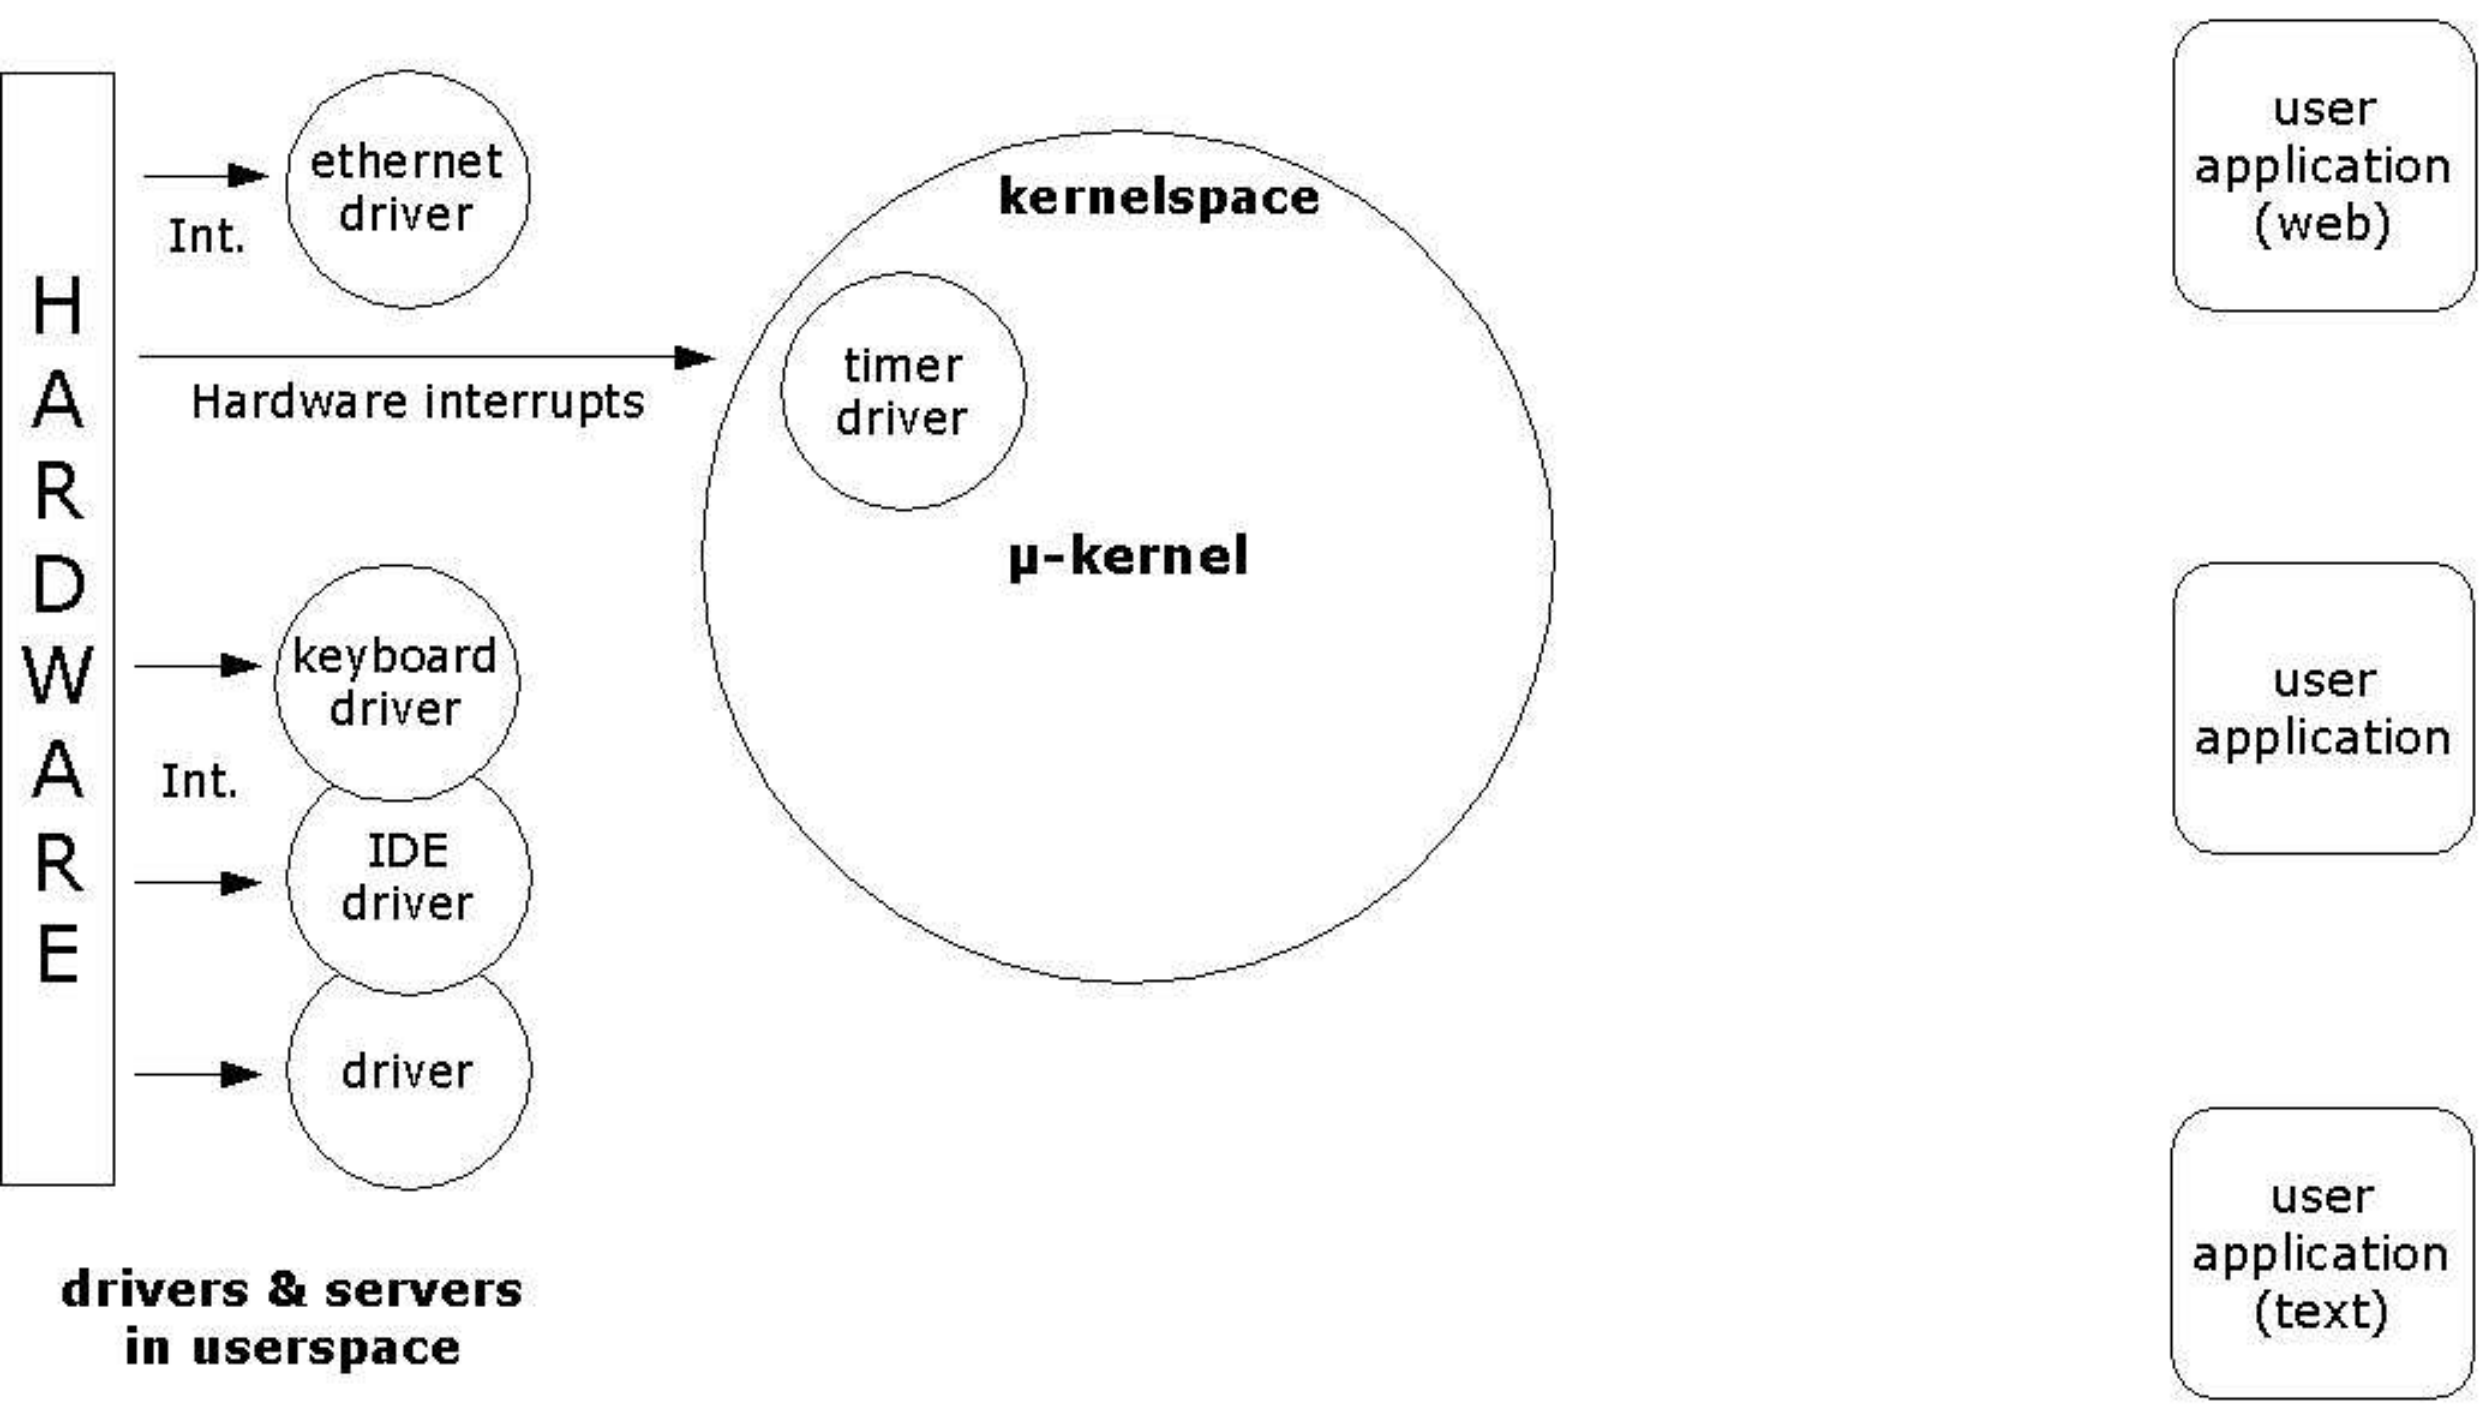 HARDWARE
ethernet
driver
Int.
Hardware interrupts
keyboard
driver
Int.
IDE
driver
driver
drivers & servers
in userspace
kernelspace
timer
driver
µ-kernel
user
application
(web)
user
application
user
application
(text)